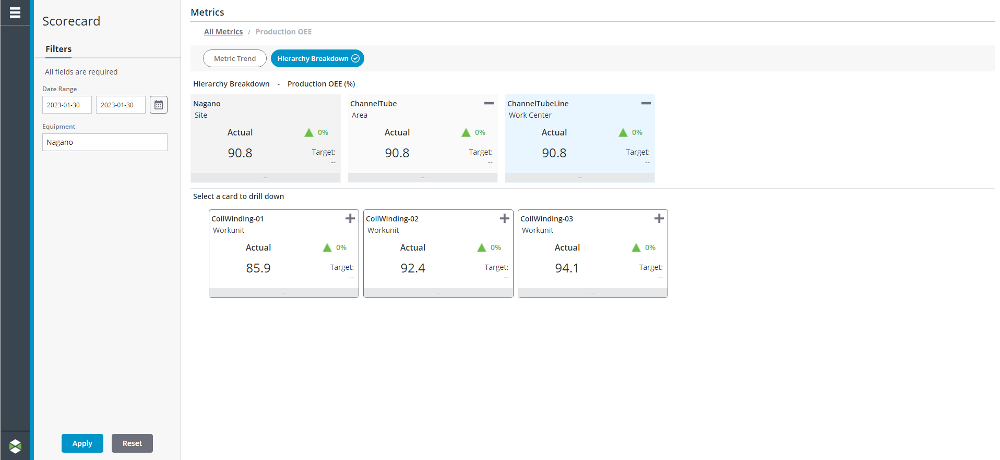 Scorecard
Filters
All fields are required
Date Range
2023-01-30 2023-01-30
Equipment
Nagano
Apply Reset
Metrics
All Metrics / Production OEE
Metric Trend Hierarchy Breakdown
Hierarchy Breakdown - Production OEE (%)
Nagano
Site
Actual 0%
90.8 Target:
--
--
ChannelTube
Area
Actual 0%
90.8 Target:
--
--
ChannelTubeLine
Work Center
Actual 0%
90.8 Target:
--
--
Select a card to drill down
CoilWinding-01
Workunit
Actual 0%
85.9 Target:
--
--
CoilWinding-02
Workunit
Actual 0%
92.4 Target:
--
--
CoilWinding-03
Workunit
Actual 0%
94.1 Target:
--
--